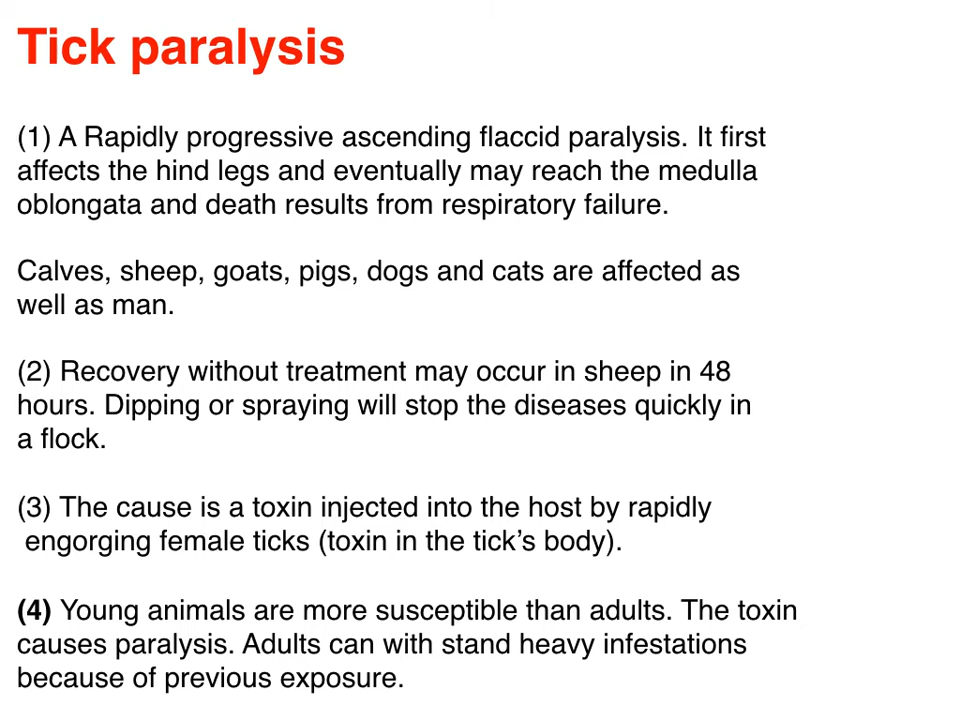 Tick paralysis
(1) A Rapidly progressive ascending flaccid paralysis. It first
affects the hind legs and eventually may reach the medulla
oblongata and death results from respiratory failure.
Calves, sheep, goats, pigs, dogs and cats are affected as
well as man.
(2) Recovery without treatment may occur in sheep in 48
hours. Dipping or spraying will stop the diseases quickly in
a flock.
(3) The cause is a toxin injected into the host by rapidly
engorging female ticks (toxin in the tick’s body).
(4) Young animals are more susceptible than adults. The toxin
causes paralysis. Adults can with stand heavy infestations
because of previous exposure.